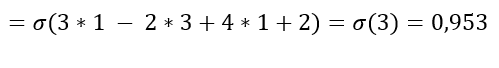 = σ(3 * 1 − 2 * 3 + 4 * 1 + 2) = σ(3) = 0,953